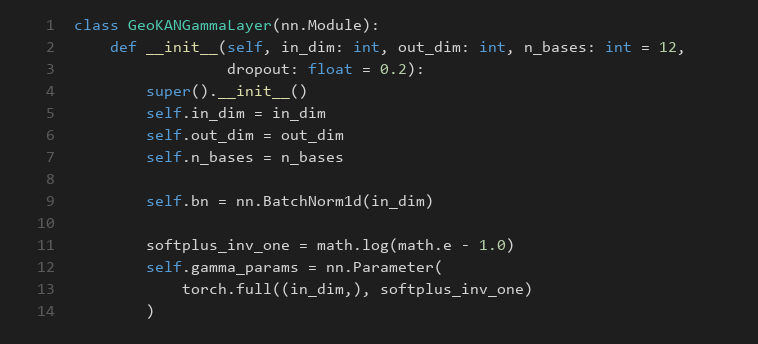 1 class GeoKANGammaLayer(nn.Module):
2     def __init__(self, in_dim: int, out_dim: int, n_bases: int = 12,
3                  dropout: float = 0.2):
4         super().__init__()
5         self.in_dim = in_dim
6         self.out_dim = out_dim
7         self.n_bases = n_bases
8
9         self.bn = nn.BatchNorm1d(in_dim)
10
11         softplus_inv_one = math.log(math.e - 1.0)
12         self.gamma_params = nn.Parameter(
13             torch.full((in_dim,), softplus_inv_one)
14         )